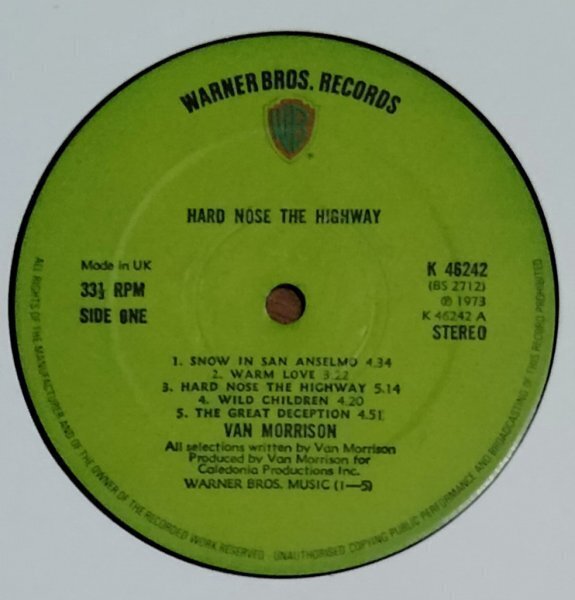 WARNER BROS. RECORDS
WB
®
HARD NOSE THE HIGHWAY
Made in UK
33⅓ RPM
SIDE ONE
K 46242
(BS 2712)
℗ 1973
K 46242 A
STEREO
1. SNOW IN SAN ANSELMO 4.34
2. WARM LOVE 3.22
3. HARD NOSE THE HIGHWAY 5.14
4. WILD CHILDREN 4.20
5. THE GREAT DECEPTION 4.51
VAN MORRISON
All selections written by Van Morrison
Produced by Van Morrison for
Caledonia Productions Inc.
WARNER BROS. MUSIC (1—5)
ALL RIGHTS OF THE MANUFACTURER AND OF THE OWNER OF THE RECORDED WORK RESERVED - UNAUTHORISED COPYING PUBLIC PERFORMANCE AND BROADCASTING OF THIS RECORD PROHIBITED